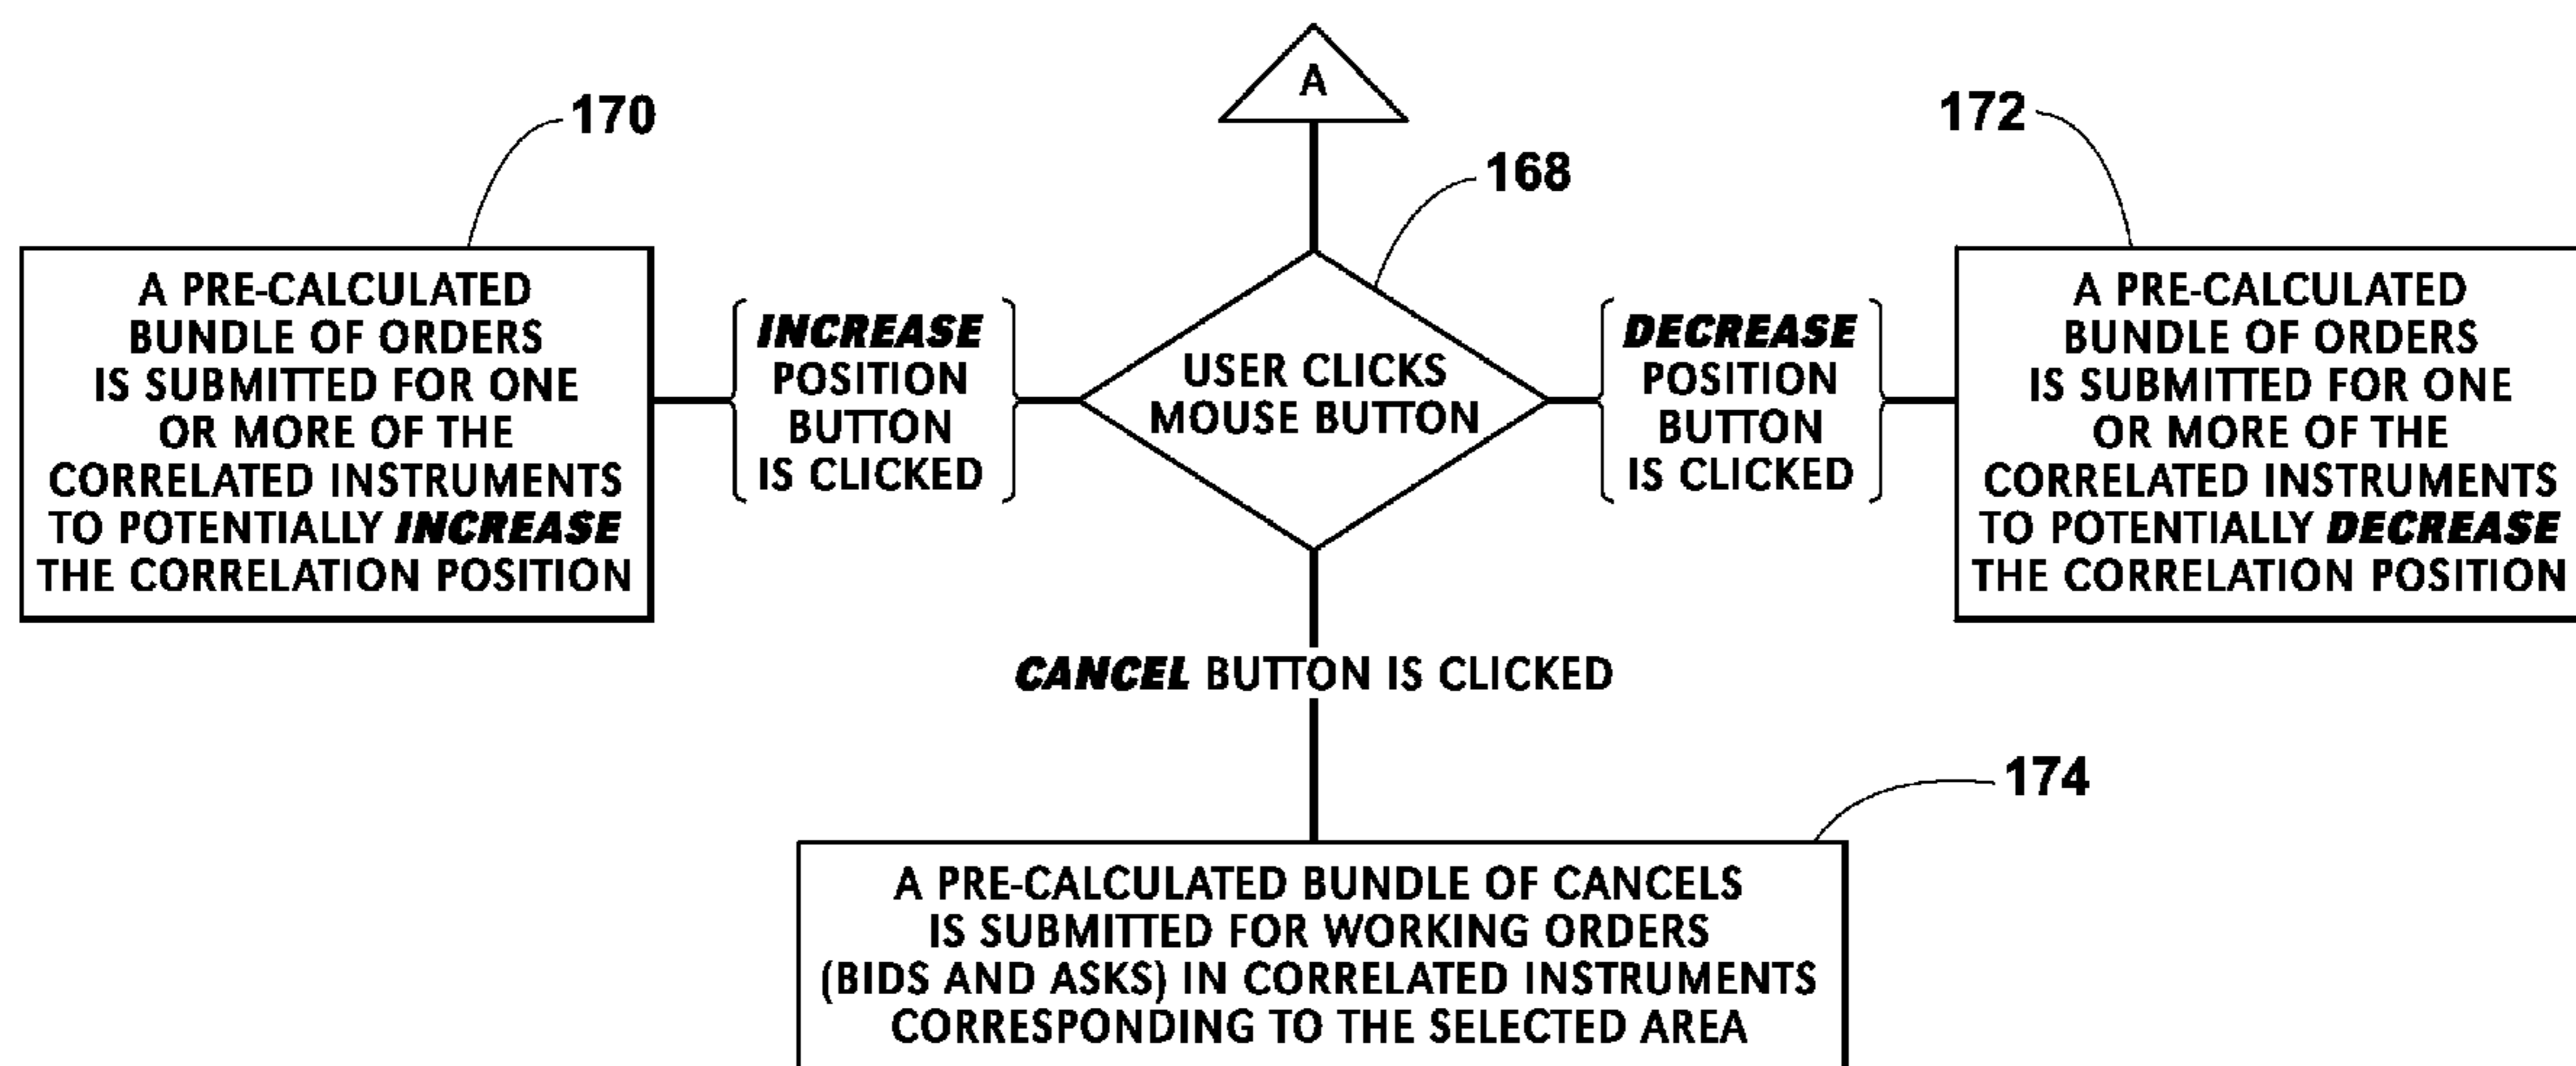 A
170
172
168
A PRE-CALCULATED
BUNDLE OF ORDERS
IS SUBMITTED FOR ONE
OR MORE OF THE
CORRELATED INSTRUMENTS
TO POTENTIALLY INCREASE
THE CORRELATION POSITION
INCREASE
POSITION
BUTTON
IS CLICKED
USER CLICKS
MOUSE BUTTON
DECREASE
POSITION
BUTTON
IS CLICKED
A PRE-CALCULATED
BUNDLE OF ORDERS
IS SUBMITTED FOR ONE
OR MORE OF THE
CORRELATED INSTRUMENTS
TO POTENTIALLY DECREASE
THE CORRELATION POSITION
CANCEL BUTTON IS CLICKED
174
A PRE-CALCULATED BUNDLE OF CANCELS
IS SUBMITTED FOR WORKING ORDERS
(BIDS AND ASKS) IN CORRELATED INSTRUMENTS
CORRESPONDING TO THE SELECTED AREA